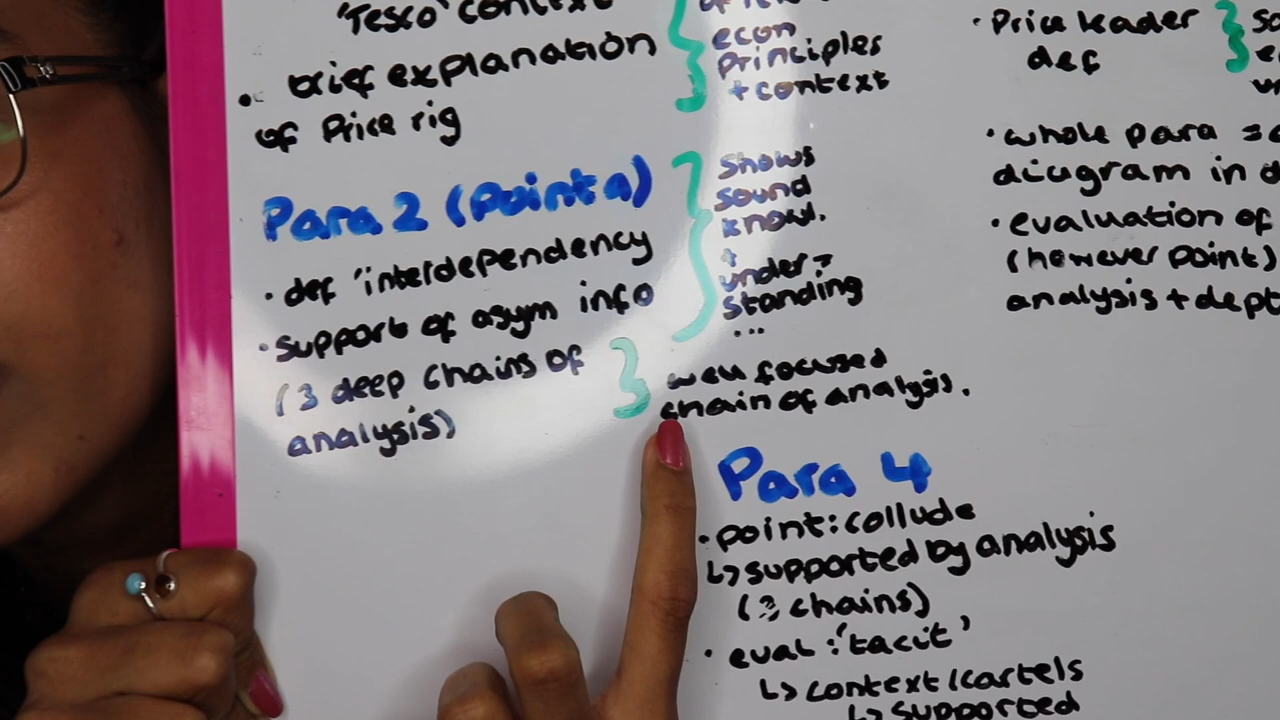 'Tesco' context
• brief explanation
of Price rig
econ
principles
+ context
Para 2 (Point a)
• def 'interdependency
• support of asym info
(3 deep chains of
analysis)
shows
sound
knowl.
+
under-
standing
...
well focused
chain of analysis.
Para 4
• point: collude
↳ supported by analysis
(3 chains)
• eval: 'tacit'
↳ context/cartels
↳ supported
• Price leader
def
• whole para =
diagram in
• evaluation of
(however point)
analysis + dept